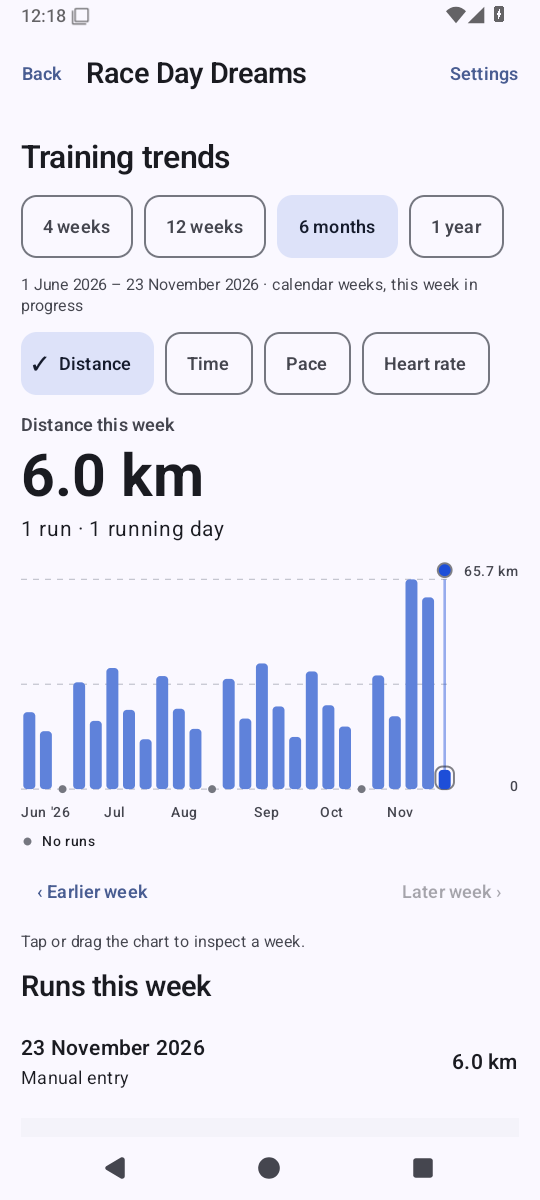 12:18
Back Race Day Dreams Settings
Training trends
4 weeks 12 weeks 6 months 1 year
1 June 2026 – 23 November 2026 · calendar weeks, this week in
progress
✓ Distance Time Pace Heart rate
Distance this week
6.0 km
1 run · 1 running day
65.7 km
0
Jun '26 Jul Aug Sep Oct Nov
No runs
‹ Earlier week Later week ›
Tap or drag the chart to inspect a week.
Runs this week
23 November 2026
6.0 km
Manual entry